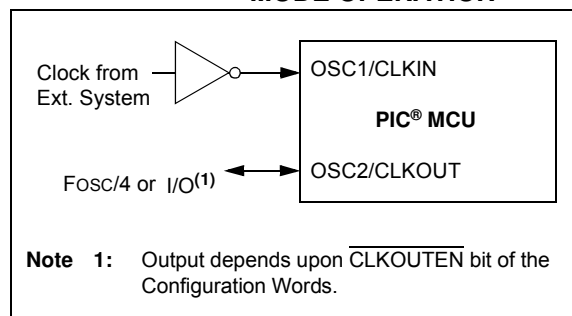 MODE OPERATION
Clock from
Ext. System
OSC1/CLKIN
PIC® MCU
FOSC/4 or I/O(1)
OSC2/CLKOUT
Note 1: Output depends upon CLKOUTEN bit of the
Configuration Words.